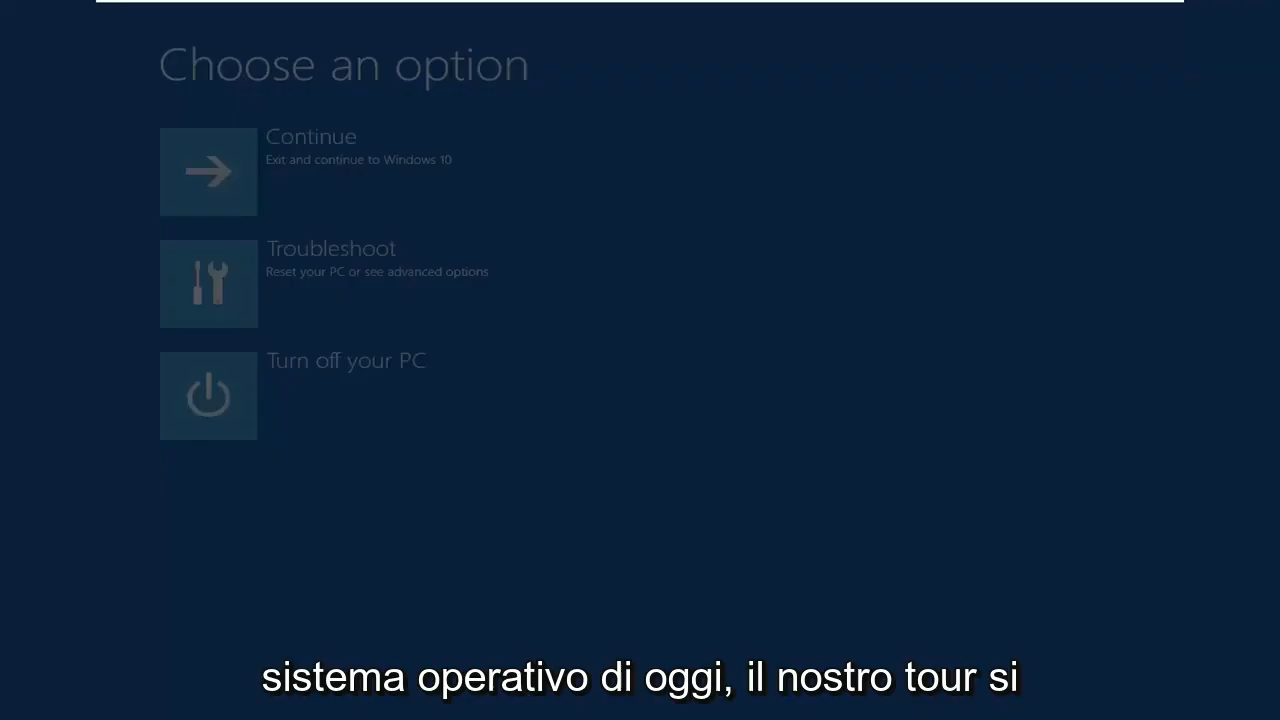 Choose an option
Continue
Exit and continue to Windows 10
Troubleshoot
Reset your PC or see advanced options
Turn off your PC
sistema operativo di oggi, il nostro tour si